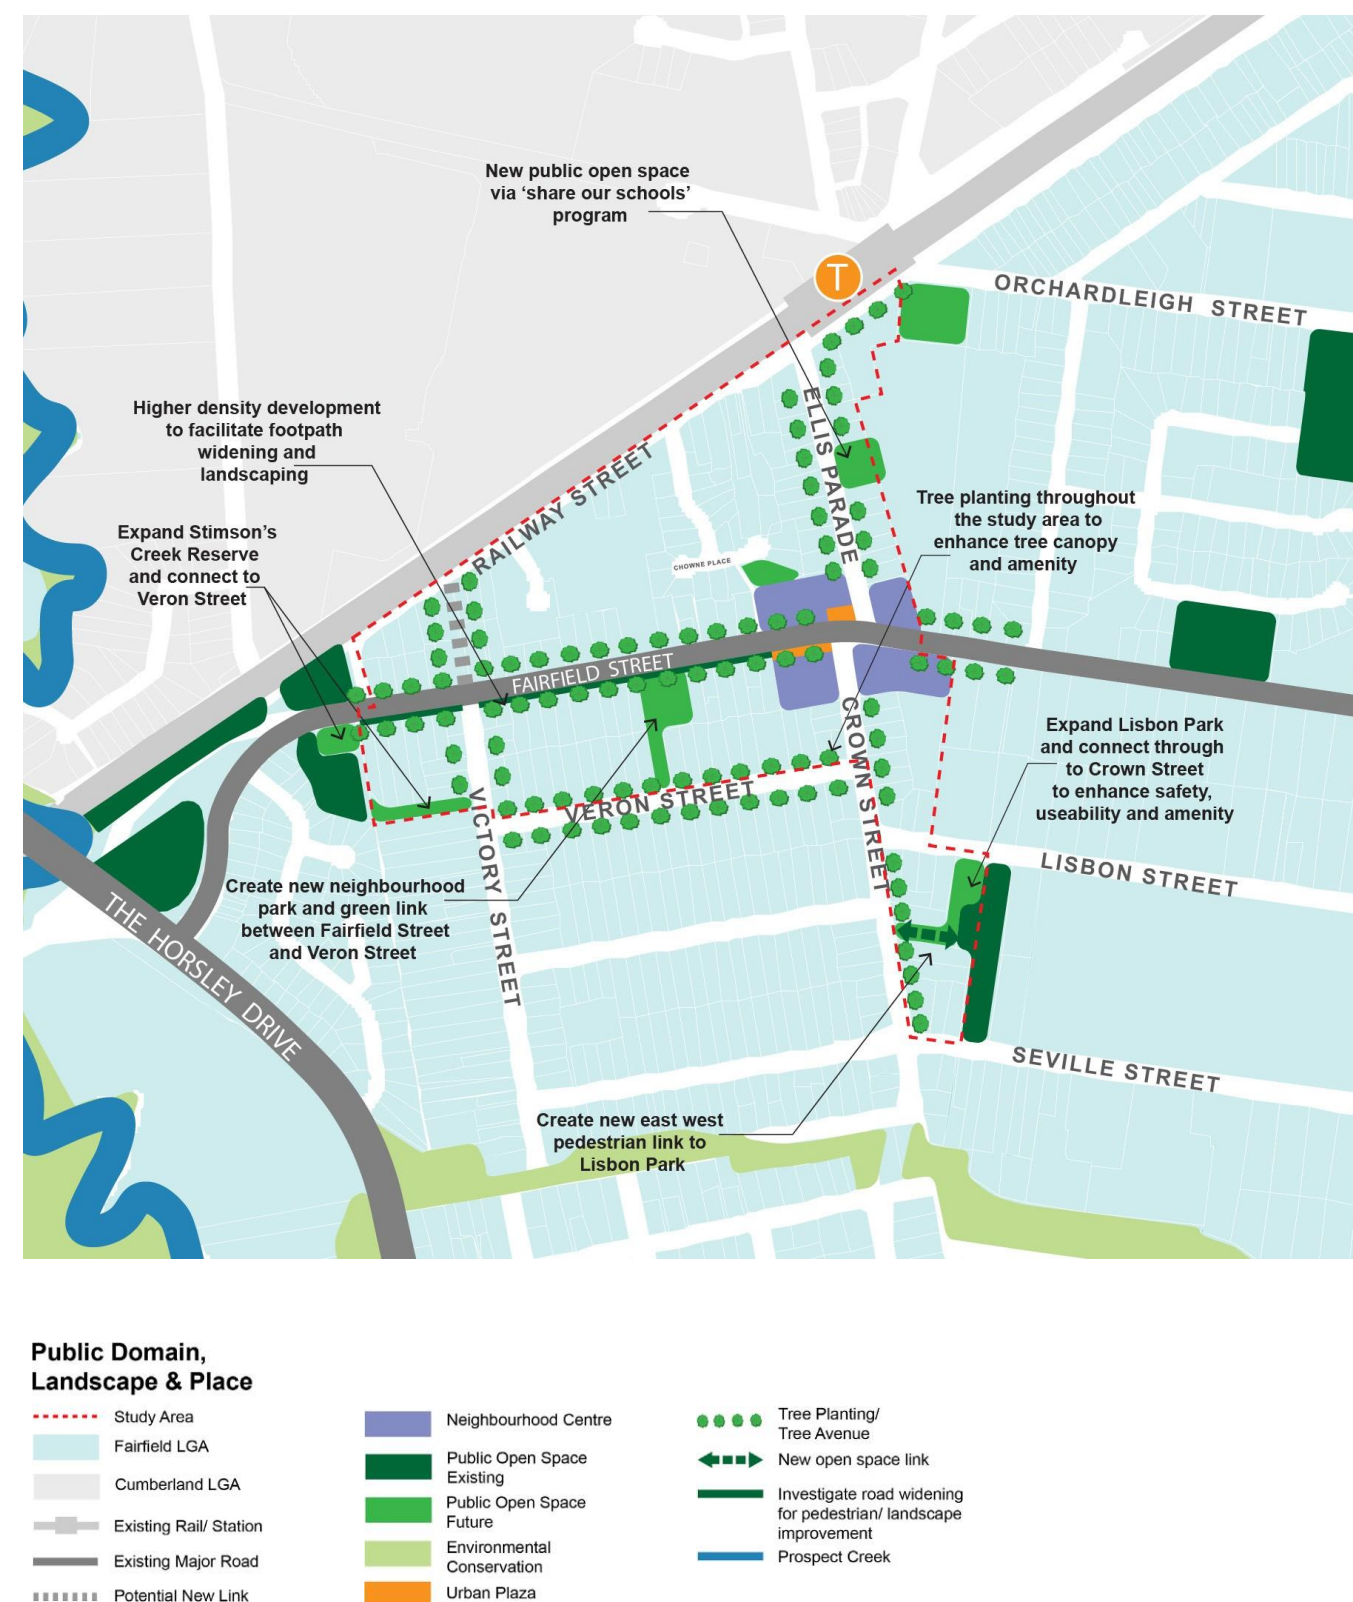 New public open space
via ‘share our schools’
program
T
ORCHARDLEIGH STREET
Higher density development
to facilitate footpath
widening and
landscaping
ELLIS PARADE
RAILWAY STREET
Tree planting throughout
the study area to
enhance tree canopy
and amenity
Expand Stimson’s
Creek Reserve
and connect to
Veron Street
CHOWNE PLACE
FAIRFIELD STREET
CROWN STREET
Expand Lisbon Park
and connect through
to Crown Street
to enhance safety,
useability and amenity
VERON STREET
VICTORY STREET
LISBON STREET
Create new neighbourhood
park and green link
between Fairfield Street
and Veron Street
THE HORSLEY DRIVE
SEVILLE STREET
Create new east west
pedestrian link to
Lisbon Park
Public Domain,
Landscape & Place
Study Area
Fairfield LGA
Cumberland LGA
Existing Rail/ Station
Existing Major Road
Potential New Link
Neighbourhood Centre
Public Open Space
Existing
Public Open Space
Future
Environmental
Conservation
Urban Plaza
Tree Planting/
Tree Avenue
New open space link
Investigate road widening
for pedestrian/ landscape
improvement
Prospect Creek